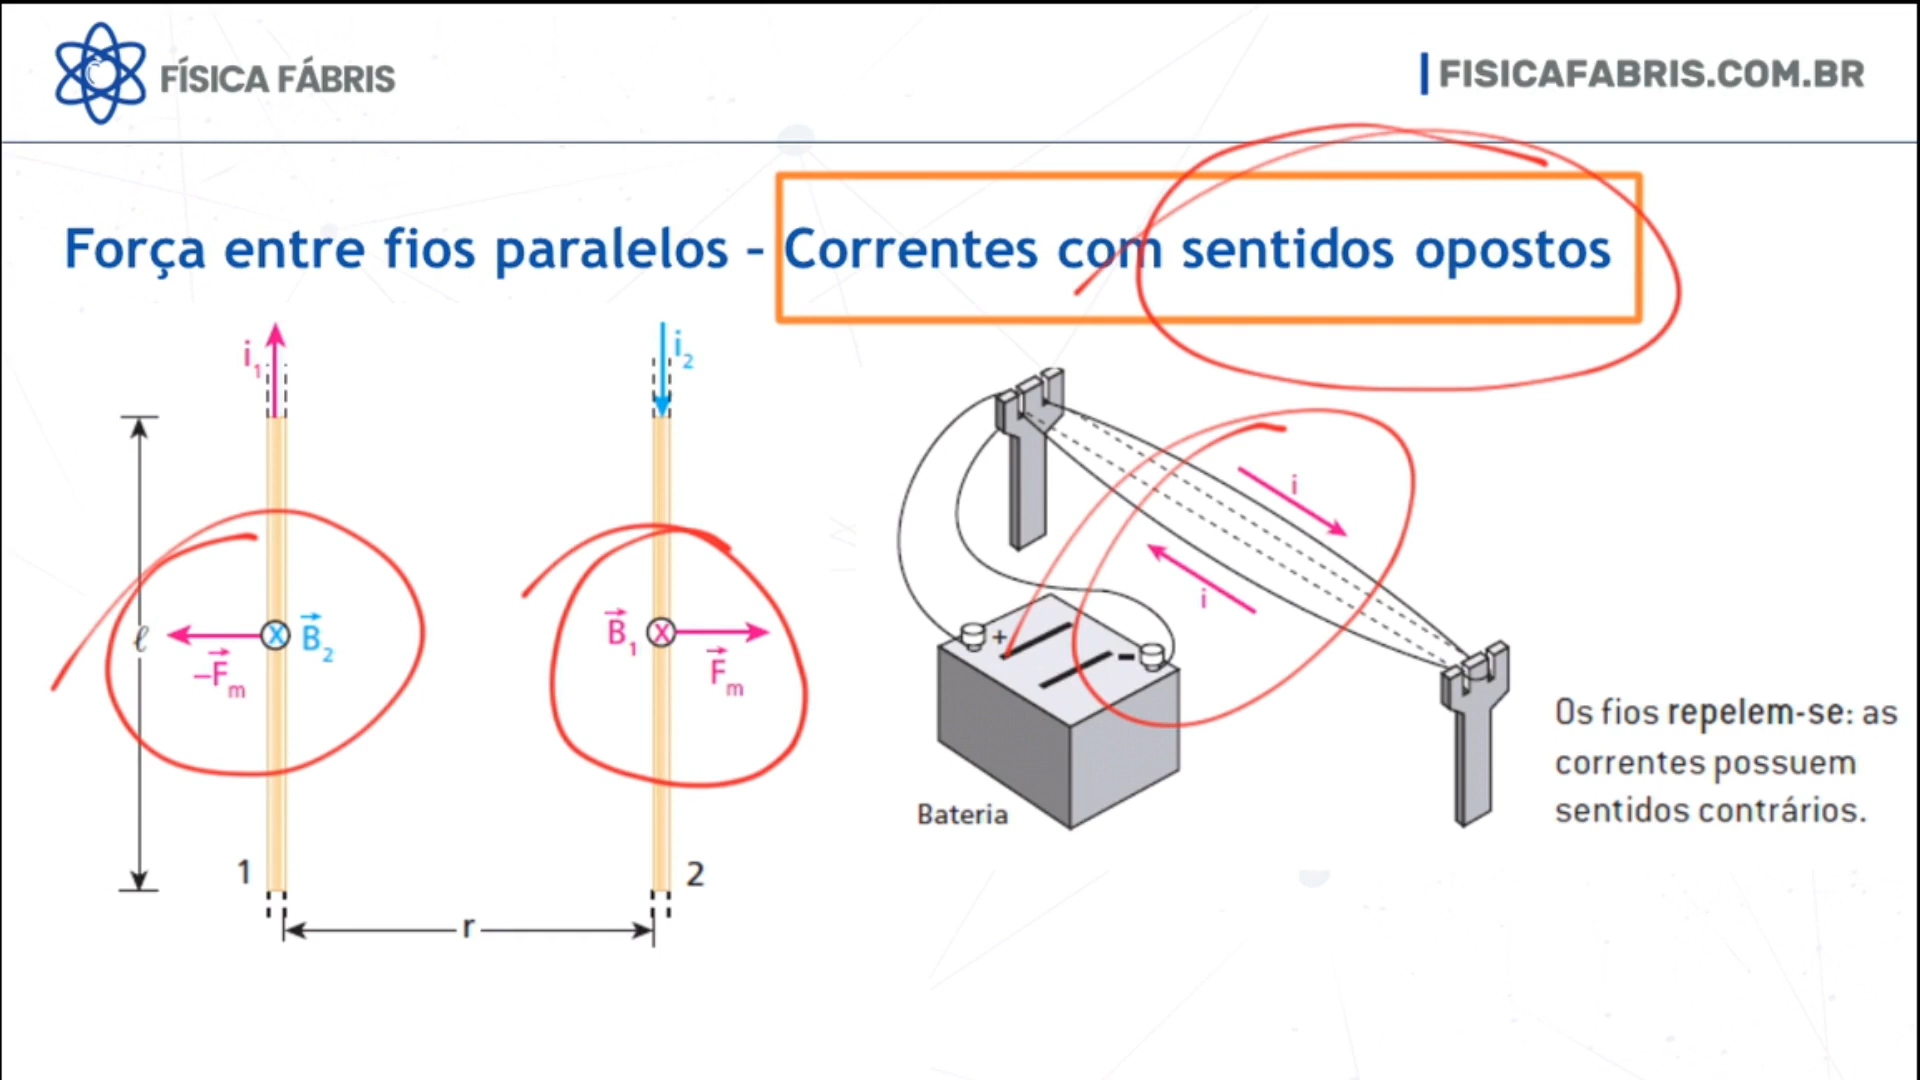 FÍSICA FÁBRIS
FISICAFABRIS.COM.BR
Força entre fios paralelos - Correntes com sentidos opostos
i₁
i₂
ℓ
x B₂
-Fm
B₁ x
Fm
1
2
r
i
i
+
-
Bateria
Os fios repelem-se: as
correntes possuem
sentidos contrários.